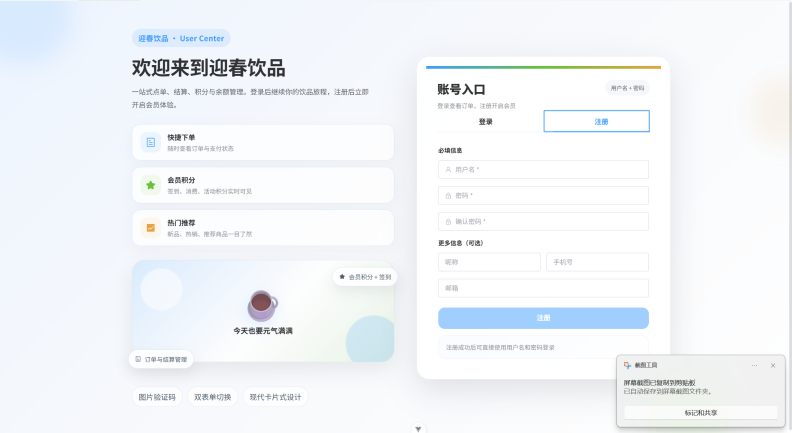 迎春饮品 · User Center
欢迎来到迎春饮品
一站式点单、结算、积分与余额管理。登录后继续你的饮品旅程，注册后立即
开启会员体验。
快捷下单
随时查看订单与支付状态
会员积分
签到、消费、活动积分实时可见
热门推荐
新品、热销、推荐商品一目了然
会员积分 + 签到
今天也要元气满满
订单与结算管理
图片验证码
双表单切换
现代卡片式设计
账号入口
用户名 + 密码
登录查看订单，注册开启会员
登录
注册
必填信息
用户名 *
密码 *
确认密码 *
更多信息（可选）
昵称
手机号
邮箱
注册
注册成功后可直接使用用户名和密码登录
截图工具
屏幕截图已复制到剪贴板
已自动保存到屏幕截图文件夹。
标记和共享